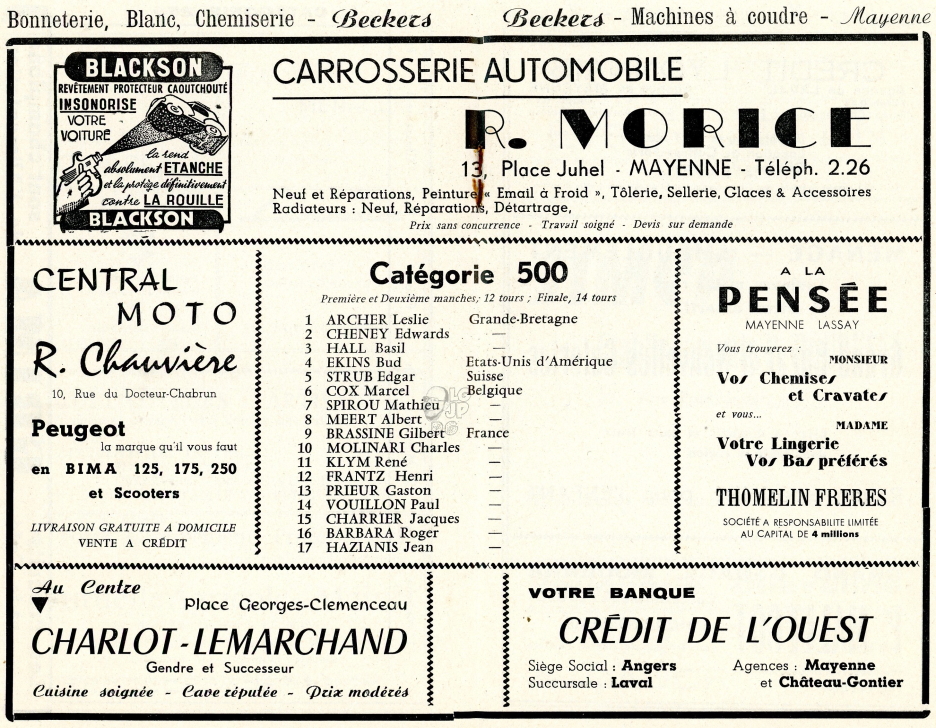 Bonneterie, Blanc, Chemiserie - Beckers
Beckers - Machines à coudre - Mayenne
BLACKSON
REVÊTEMENT PROTECTEUR CAOUTCHOUTÉ
INSONORISE
VOTRE
VOITURE
la rend
absolument ETANCHE
et la protège définitivement
contre LA ROUILLE
BLACKSON
CARROSSERIE AUTOMOBILE
R. MORICE
13, Place Juhel - MAYENNE - Téléph. 2.26
Neuf et Réparations, Peinture « Email à Froid », Tôlerie, Sellerie, Glaces & Accessoires
Radiateurs : Neuf, Réparations, Détartrage,
Prix sans concurrence - Travail soigné - Devis sur demande
CENTRAL
MOTO
R. Chauvière
10, Rue du Docteur-Chabrun
Peugeot
la marque qu'il vous faut
en BIMA 125, 175, 250
et Scooters
LIVRAISON GRATUITE A DOMICILE
VENTE A CRÉDIT
Catégorie 500
Première et Deuxième manches; 12 tours ; Finale, 14 tours
1 ARCHER Leslie Grande-Bretagne
2 CHENEY Edwards —
3 HALL Basil —
4 EKINS Bud Etats-Unis d'Amérique
5 STRUB Edgar Suisse
6 COX Marcel Belgique
7 SPIROU Mathieu —
8 MEERT Albert —
9 BRASSINE Gilbert France
10 MOLINARI Charles —
11 KLYM René —
12 FRANTZ Henri —
13 PRIEUR Gaston —
14 VOUILLON Paul —
15 CHARRIER Jacques —
16 BARBARA Roger —
17 HAZIANIS Jean —
A LA
PENSÉE
MAYENNE LASSAY
Vous trouverez :
MONSIEUR
Vos Chemises
et Cravates
et vous...
MADAME
Votre Lingerie
Vos Bas préférés
THOMELIN FRERES
SOCIÉTÉ A RESPONSABILITE LIMITÉE
AU CAPITAL DE 4 millions
Au Centre
Place Georges-Clemenceau
CHARLOT-LEMARCHAND
Gendre et Successeur
Cuisine soignée - Cave réputée - Prix modérés
VOTRE BANQUE
CRÉDIT DE L'OUEST
Siège Social : Angers Agences : Mayenne
Succursale : Laval et Château-Gontier